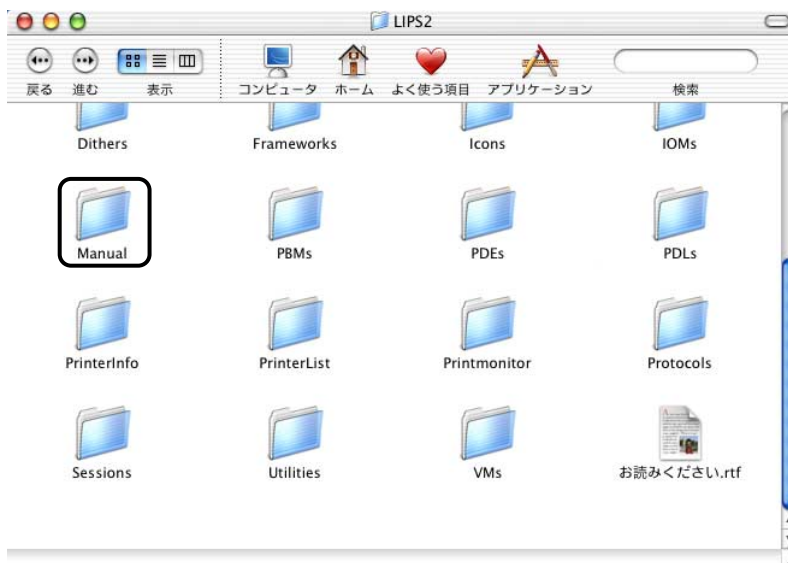 LIPS2
戻る 進む 表示 コンピュータ ホーム よく使う項目 アプリケーション 検索
Dithers Frameworks Icons IOMs
Manual PBMs PDEs PDLs
PrinterInfo PrinterList Printmonitor Protocols
Sessions Utilities VMs お読みください.rtf